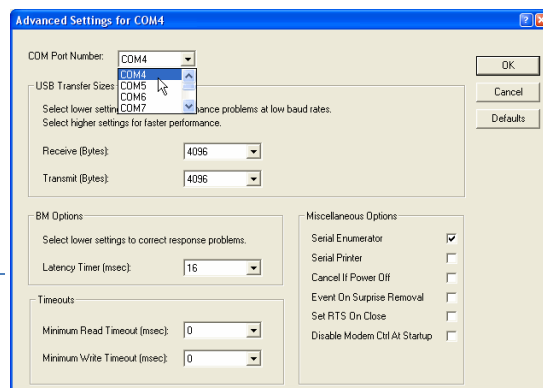 Advanced Settings for COM4
COM Port Number: COM4
COM4
COM5
COM6
COM7
OK
Cancel
Defaults
USB Transfer Sizes
Select lower settin ance problems at low baud rates.
Select higher settings for faster performance.
Receive (Bytes): 4096
Transmit (Bytes): 4096
BM Options
Select lower settings to correct response problems.
Latency Timer (msec): 16
Timeouts
Minimum Read Timeout (msec): 0
Minimum Write Timeout (msec): 0
Miscellaneous Options
Serial Enumerator
Serial Printer
Cancel If Power Off
Event On Surprise Removal
Set RTS On Close
Disable Modem Ctrl At Startup